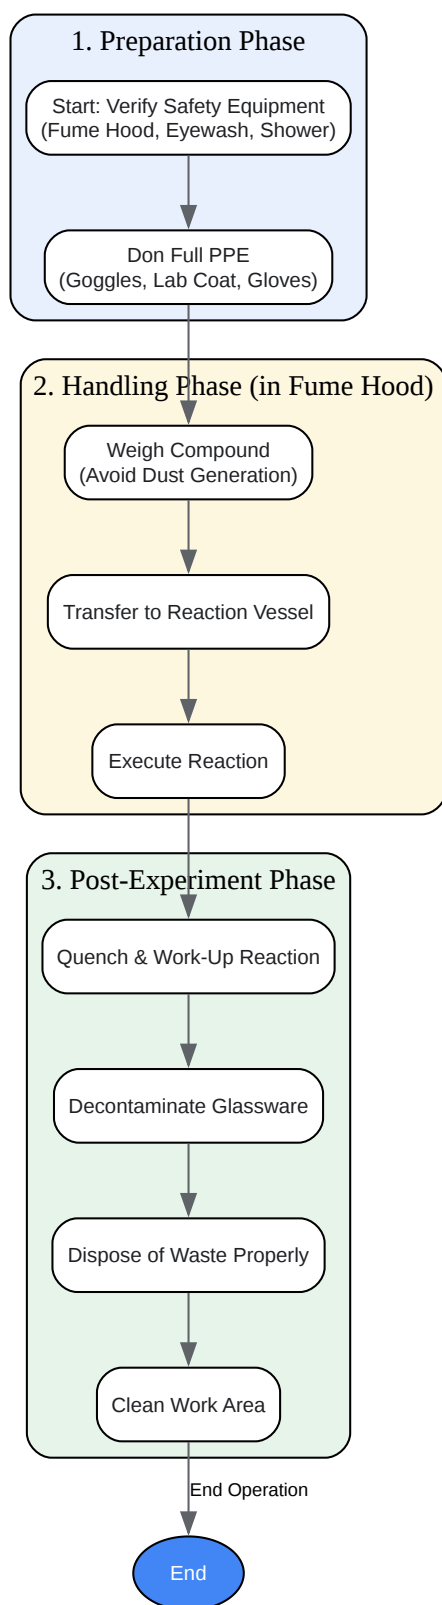 1. Preparation Phase
Start: Verify Safety Equipment
(Fume Hood, Eyewash, Shower)
Don Full PPE
(Goggles, Lab Coat, Gloves)
2. Handling Phase (in Fume Hood)
Weigh Compound
(Avoid Dust Generation)
Transfer to Reaction Vessel
Execute Reaction
3. Post-Experiment Phase
Quench & Work-Up Reaction
Decontaminate Glassware
Dispose of Waste Properly
Clean Work Area
End Operation
End